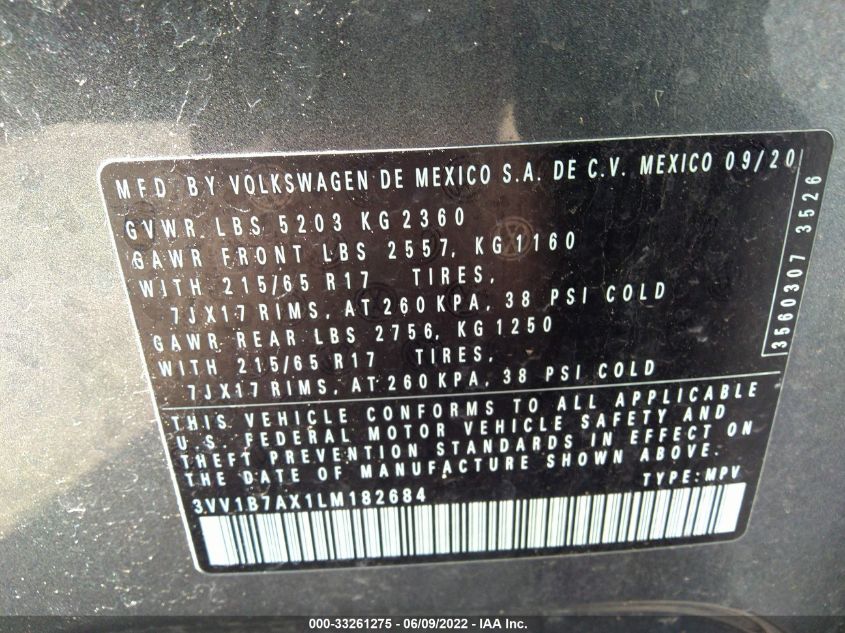 MFD BY VOLKSWAGEN DE MEXICO S.A. DE C.V. MEXICO 09/20
GVWR LBS 5203 KG 2360
GAWR FRONT LBS 2557, KG 1160
WITH 215/65 R17 TIRES,
7JX17 RIMS, AT 260 KPA, 38 PSI COLD
GAWR REAR LBS 2756, KG 1250
WITH 215/65 R17 TIRES,
7JX17 RIMS, AT 260 KPA, 38 PSI COLD
3560307 3526
THIS VEHICLE CONFORMS TO ALL APPLICABLE
U.S. FEDERAL MOTOR VEHICLE SAFETY AND
THEFT PREVENTION STANDARDS IN EFFECT ON
THE DATE OF MANUFACTURE SHOWN ABOVE.
3VV1B7AX1LM182684 TYPE: MPV
000-33261275 - 06/09/2022 - IAA Inc.